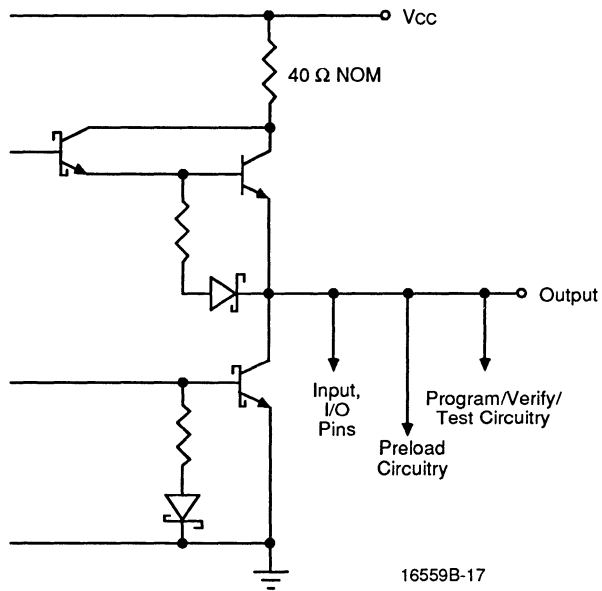 Vcc
40 Ω NOM
Output
Input,
I/O
Pins
Program/Verify/
Test Circuitry
Preload
Circuitry
16559B-17